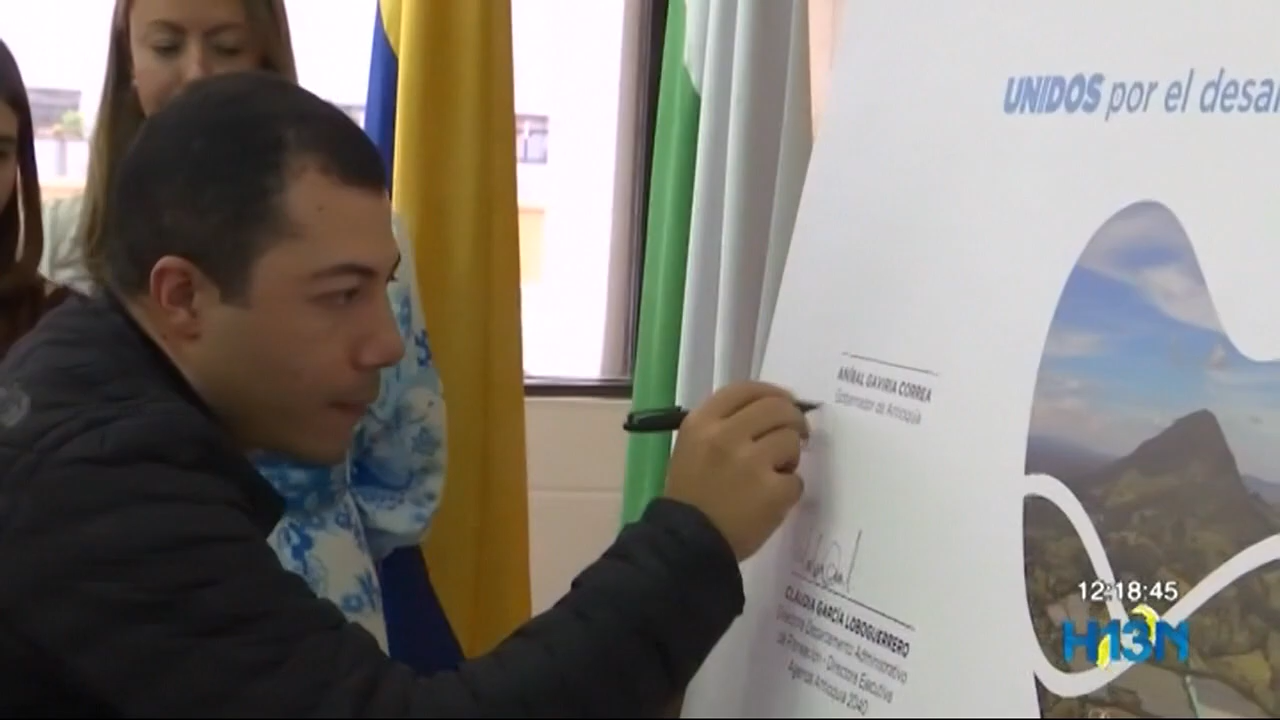 UNIDOS por el desar
ANÍBAL GAVIRIA CORREA
Gobernador de Antioquia
CLAUDIA GARCÍA LOBOGUERRERO
Directora Departamento Administrativo
de Planeación - Directora Ejecutiva
Agenda Antioquia 2040
12:18:45
H13N